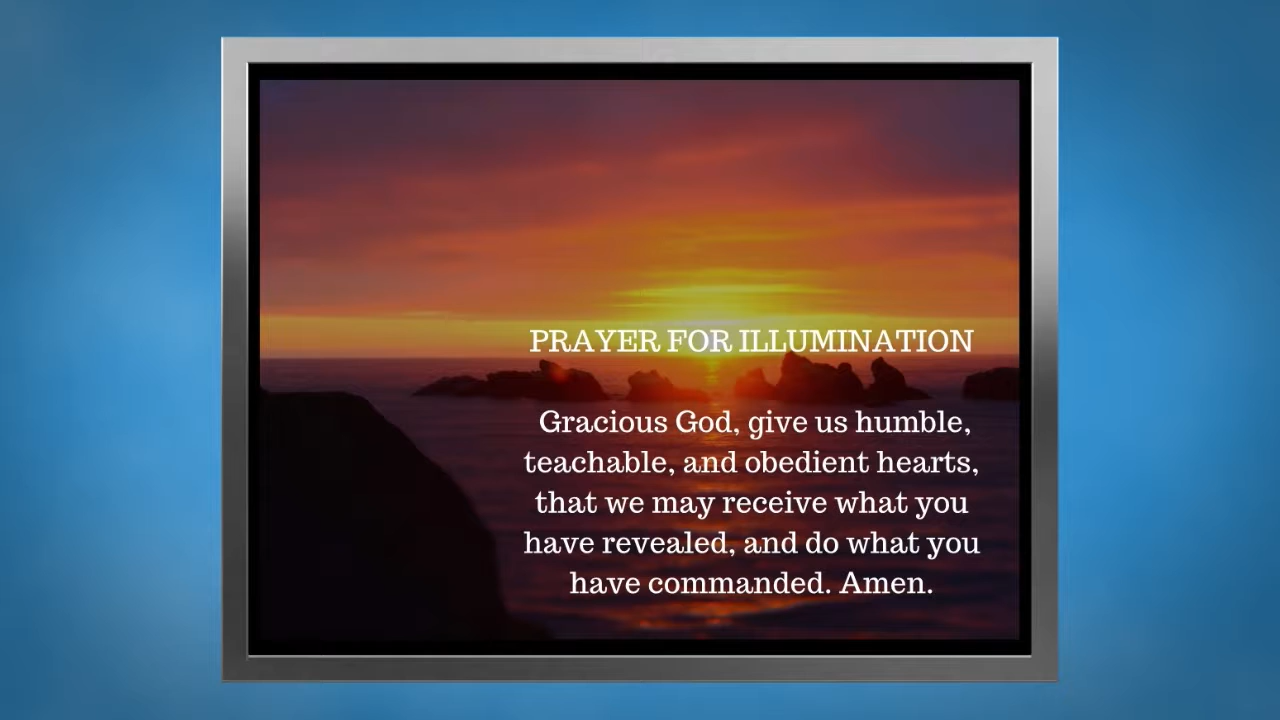 PRAYER FOR ILLUMINATION
Gracious God, give us humble,
teachable, and obedient hearts,
that we may receive what you
have revealed, and do what you
have commanded. Amen.